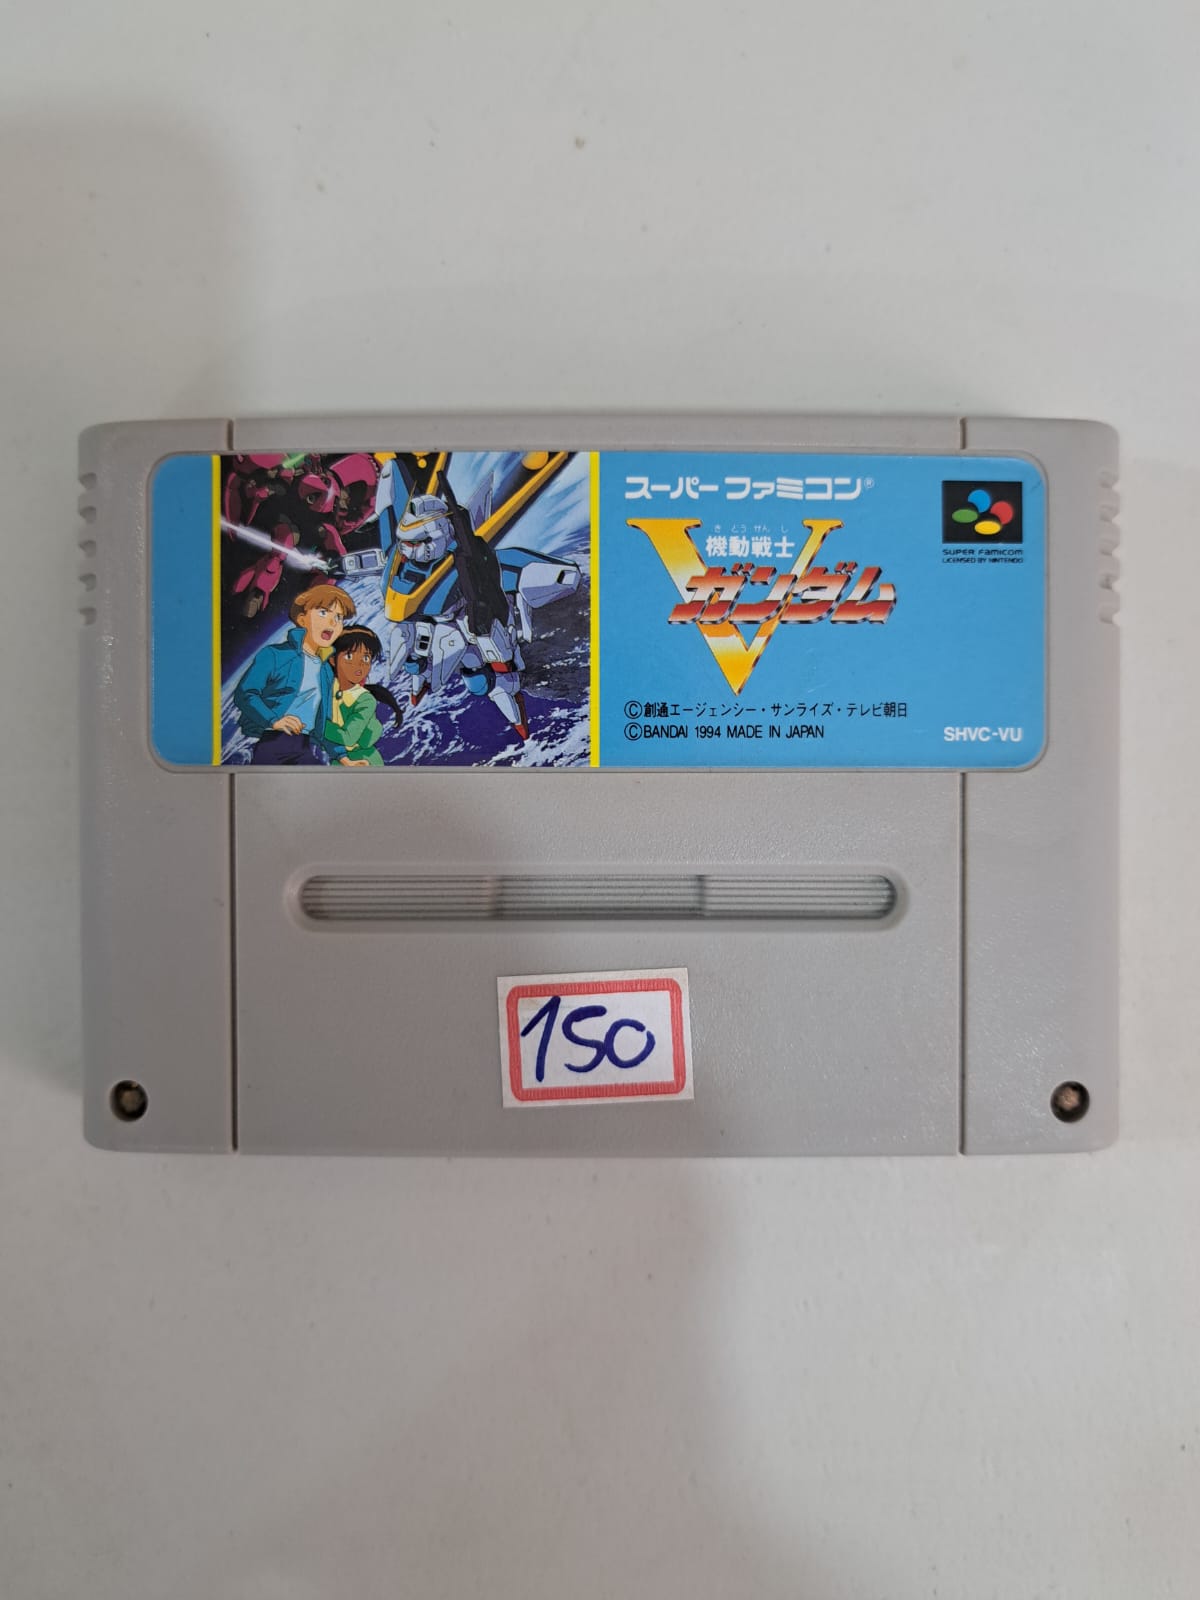 スーパーファミコン®
きどうせんし
機動戦士
V
ガンダム
SUPER FAMICOM
LICENSED BY NINTENDO
©創通エージェンシー・サンライズ・テレビ朝日
©BANDAI 1994 MADE IN JAPAN
SHVC-VU
150